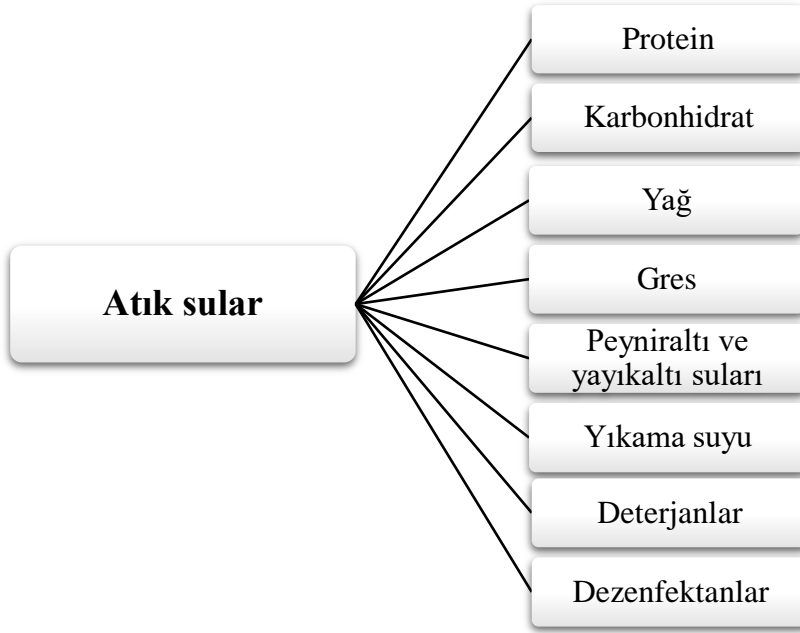 Protein
Karbonhidrat
Yağ
Gres
Atık sular
Peyniraltı ve
yayıkaltı suları
Yıkama suyu
Deterjanlar
Dezenfektanlar